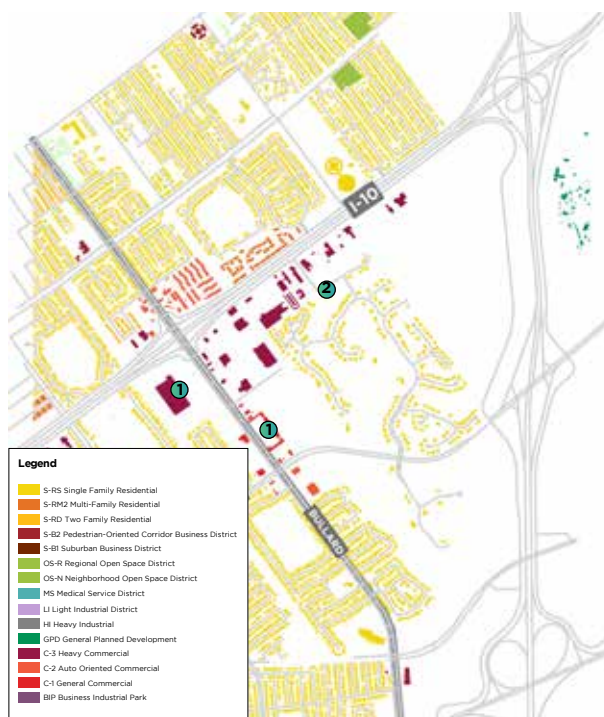 I-10
2
1
1
BULLARD
Legend
S-RS Single Family Residential
S-RM2 Multi-Family Residential
S-RD Two Family Residential
S-B2 Pedestrian-Oriented Corridor Business District
S-B1 Suburban Business District
OS-R Regional Open Space District
OS-N Neighborhood Open Space District
MS Medical Service District
LI Light Industrial District
HI Heavy Industrial
GPD General Planned Development
C-3 Heavy Commercial
C-2 Auto Oriented Commercial
C-1 General Commercial
BIP Business Industrial Park